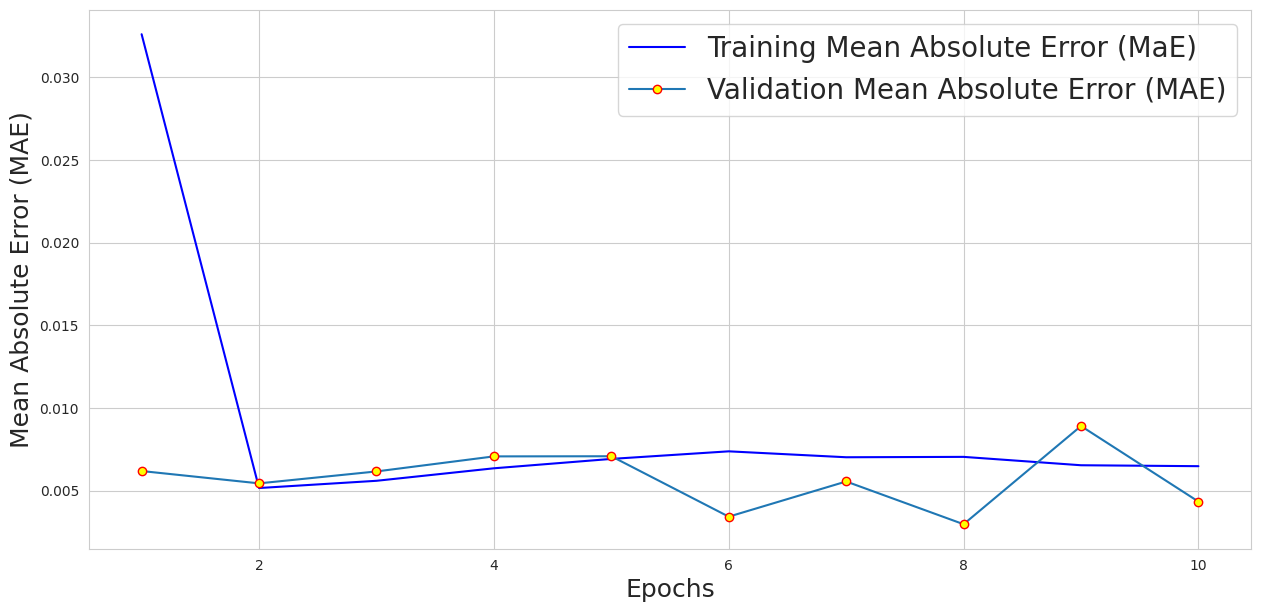 Training Mean Absolute Error (MaE)
Validation Mean Absolute Error (MAE)
Mean Absolute Error (MAE)
0.030
0.025
0.020
0.015
0.010
0.005
2 4 6 8 10
Epochs